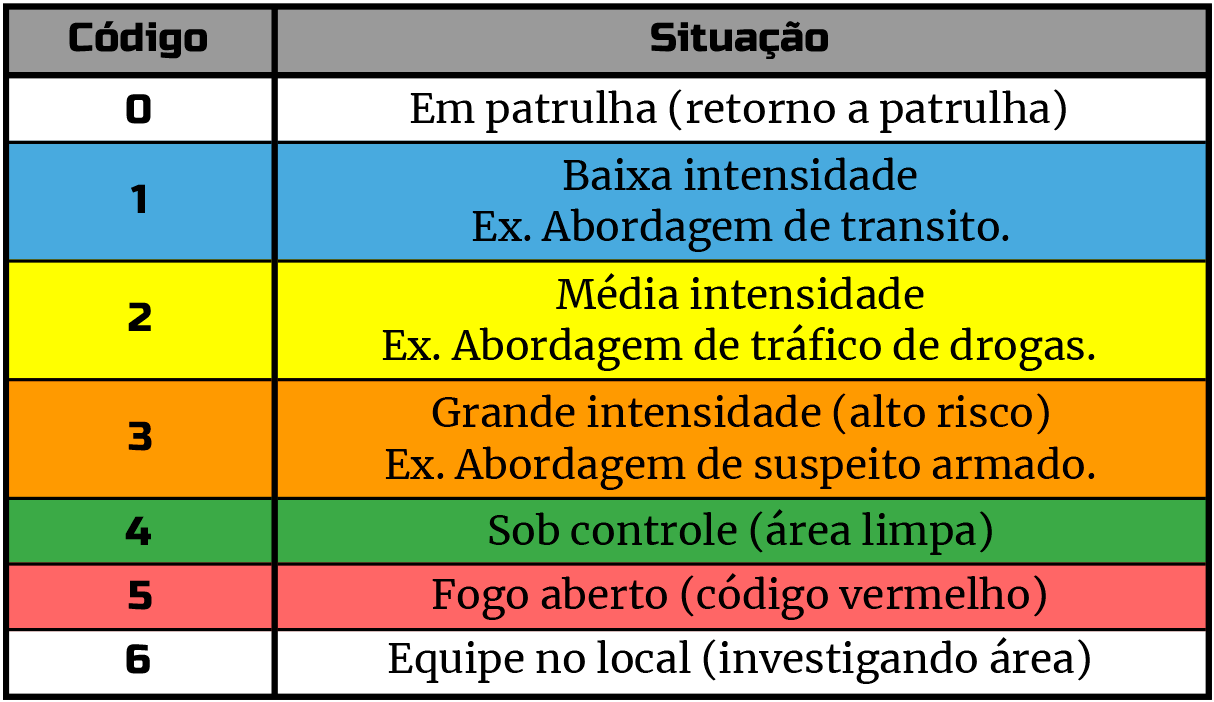 Código Situação
0 Em patrulha (retorno a patrulha)
1 Baixa intensidade
Ex. Abordagem de transito.
2 Média intensidade
Ex. Abordagem de tráfico de drogas.
3 Grande intensidade (alto risco)
Ex. Abordagem de suspeito armado.
4 Sob controle (área limpa)
5 Fogo aberto (código vermelho)
6 Equipe no local (investigando área)